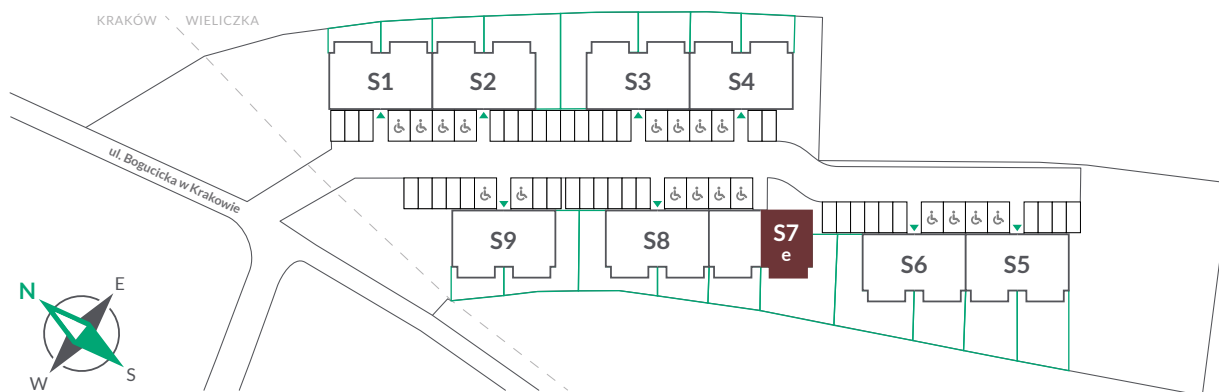 KRAKÓW WIELICZKA
S1 S2 S3 S4
ul. Bogucicka w Krakowie
S9 S8 S7
e
S6 S5
N E
W S